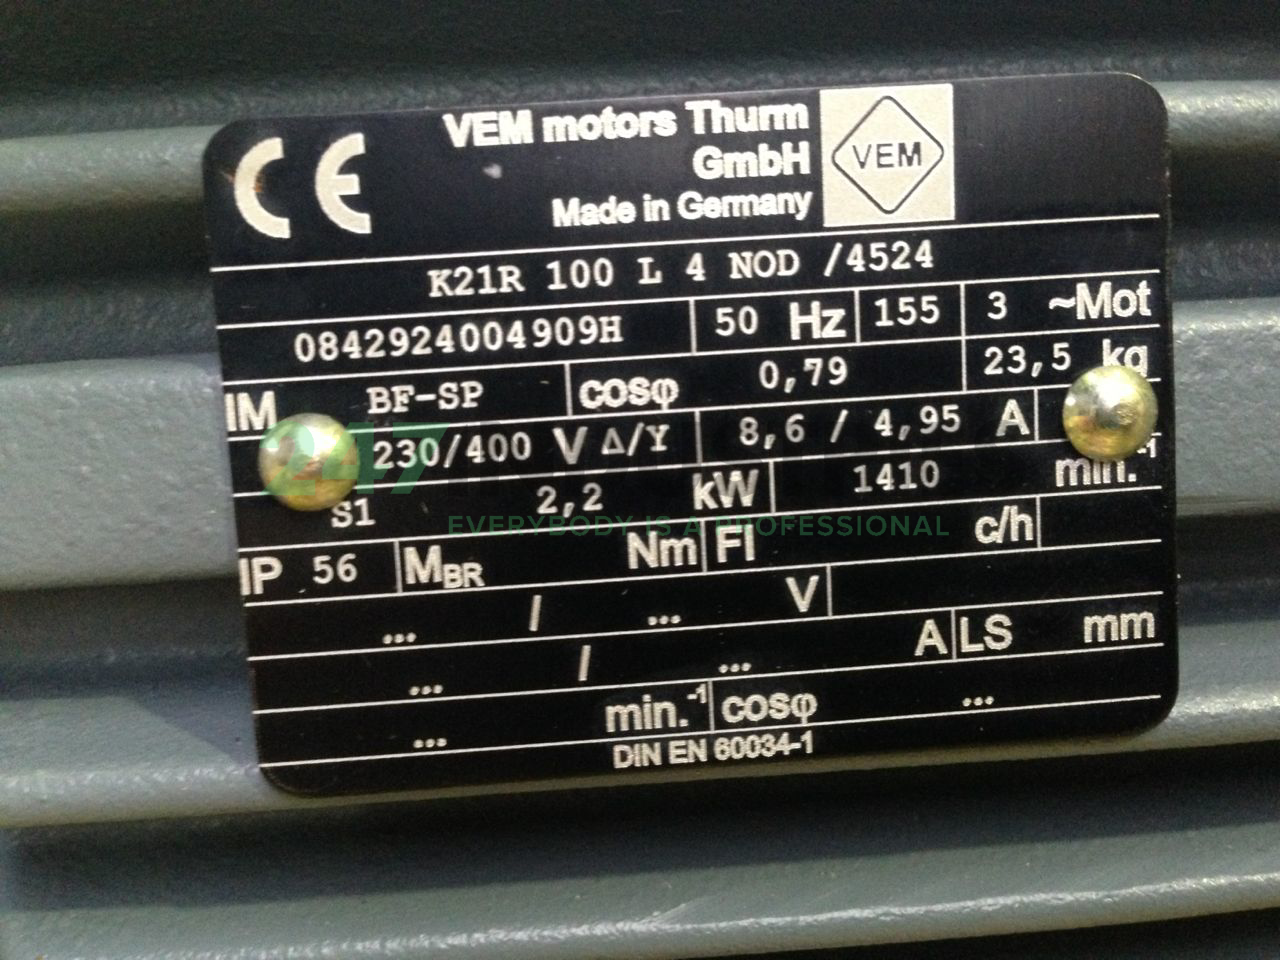 CE VEM motors Thurm
GmbH
Made in Germany
VEM
K21R 100 L 4 NOD /4524
0842924004909H 50 Hz 155 3 ~Mot
IM BF-SP cosφ 0,79 23,5 kg
230/400 V Δ/Y 8,6 / 4,95 A
S1 2,2 kW 1410 min.-1
IP 56 MBR Nm FI c/h
... / ... V
... / ... A LS mm
... min.-1 cosφ ...
DIN EN 60034-1
247
EVERYBODY IS A PROFESSIONAL